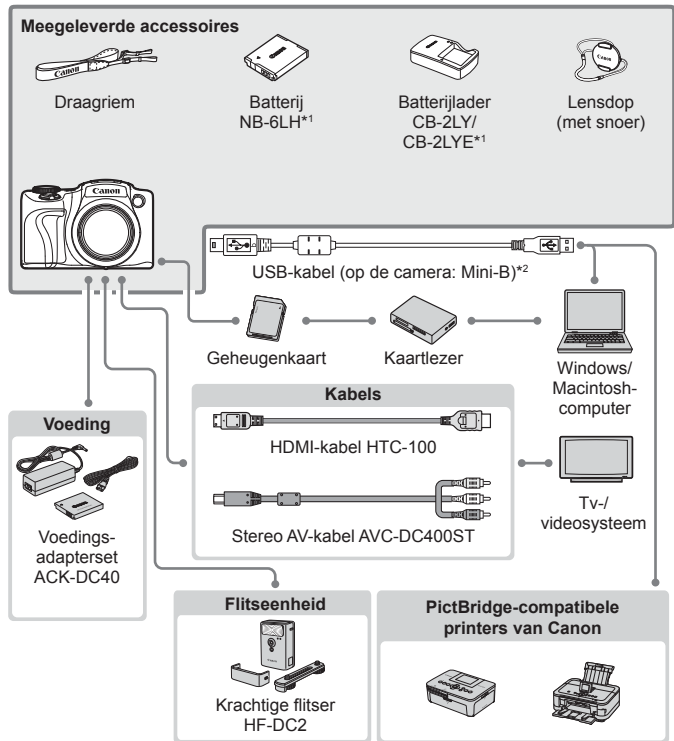 Meegeleverde accessoires
Draagriem
Batterij
NB-6LH*1
Batterijlader
CB-2LY/
CB-2LYE*1
Lensdop
(met snoer)
Canon
USB-kabel (op de camera: Mini-B)*2
Geheugenkaart
Kaartlezer
Windows/
Macintosh-
computer
Kabels
HDMI-kabel HTC-100
Stereo AV-kabel AVC-DC400ST
Tv-/
videosysteem
Voeding
Voedings-
adapterset
ACK-DC40
Flitseenheid
Krachtige flitser
HF-DC2
PictBridge-compatibele
printers van Canon